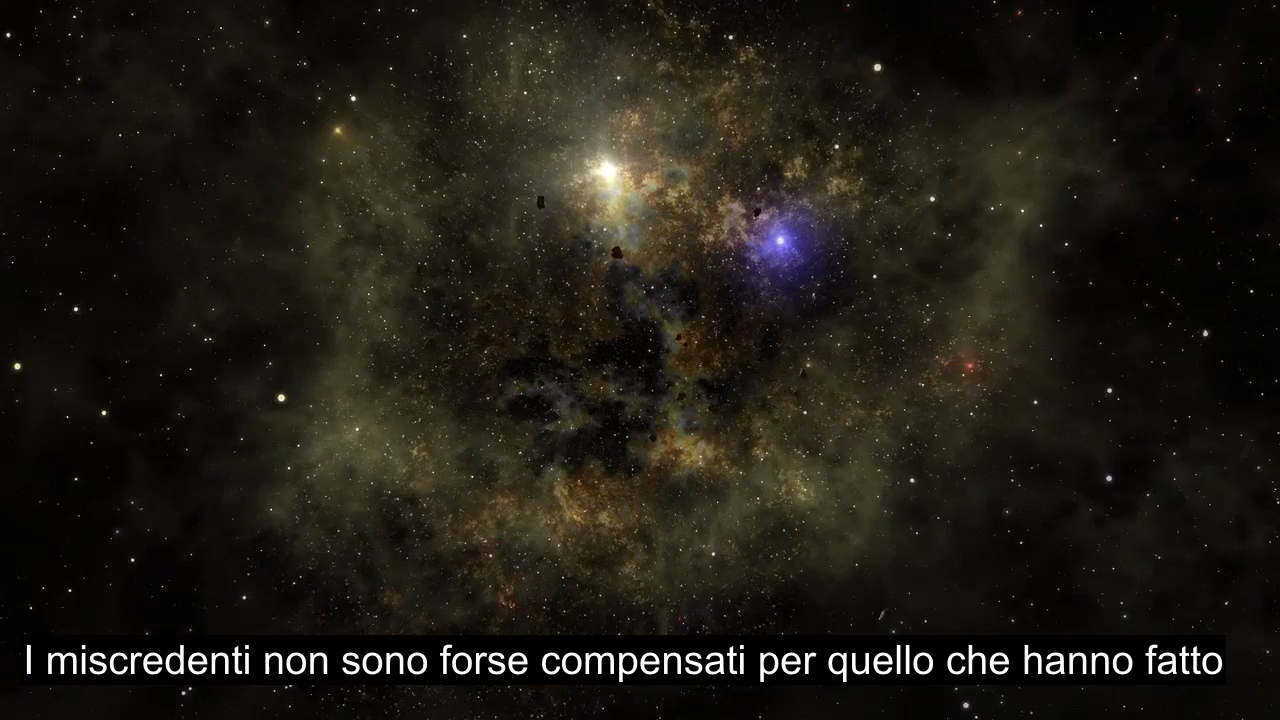 I miscredenti non sono forse compensati per quello che hanno fatto